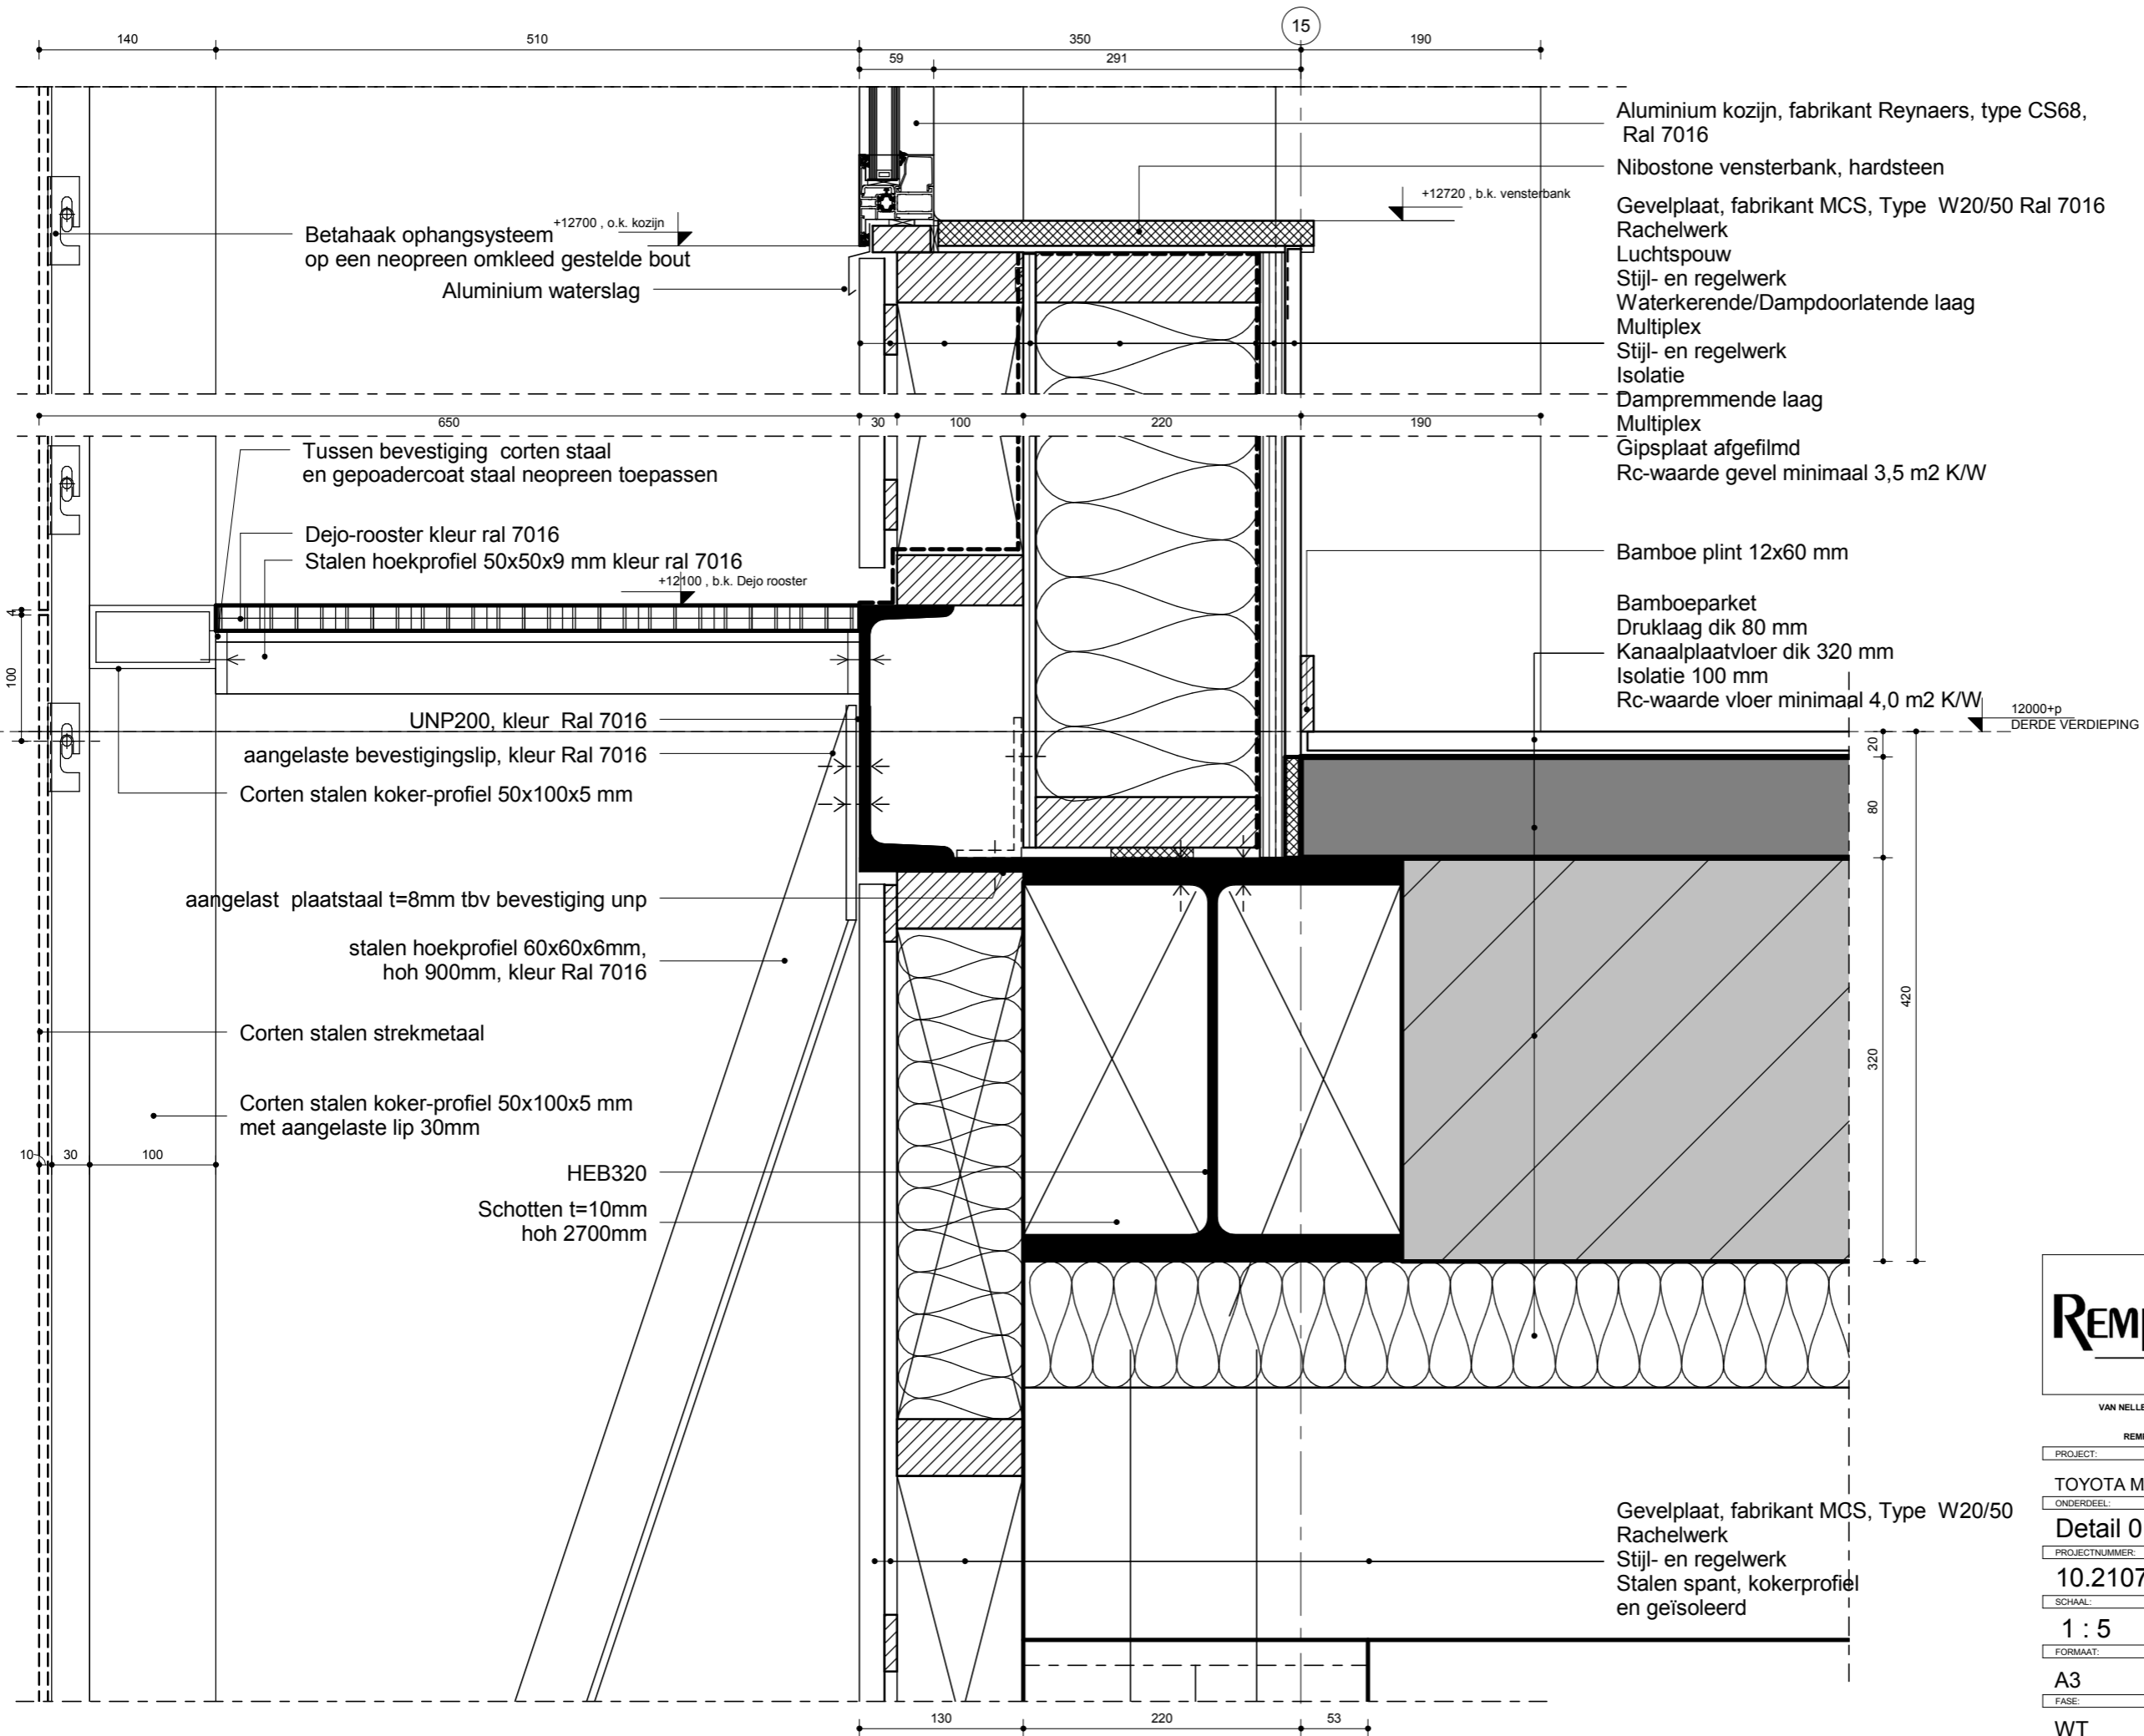 15
140
510
350
190
59
291
Aluminium kozijn, fabrikant Reynaers, type CS68,
Ral 7016
Nibostone vensterbank, hardsteen
+12720 , b.k. vensterbank
Gevelplaat, fabrikant MCS, Type W20/50 Ral 7016
Rachelwerk
Luchtspouw
Stijl- en regelwerk
Waterkerende/Dampdoorlatende laag
Multiplex
Stijl- en regelwerk
Isolatie
Dampremmende laag
Multiplex
Gipsplaat afgefilmd
Rc-waarde gevel minimaal 3,5 m2 K/W
+12700 , o.k. kozijn
Betahaak ophangsysteem
op een neopreen omkleed gestelde bout
Aluminium waterslag
650
30
100
220
190
Tussen bevestiging corten staal
en gepoadercoat staal neopreen toepassen
Dejo-rooster kleur ral 7016
Stalen hoekprofiel 50x50x9 mm kleur ral 7016
+12100 , b.k. Dejo rooster
4
100
Bamboe plint 12x60 mm
Bamboeparket
Druklaag dik 80 mm
Kanaalplaatvloer dik 320 mm
Isolatie 100 mm
Rc-waarde vloer minimaal 4,0 m2 K/W
12000+p
DERDE VERDIEPING
UNP200, kleur Ral 7016
aangelaste bevestigingslip, kleur Ral 7016
Corten stalen koker-profiel 50x100x5 mm
20
80
320
420
aangelast plaatstaal t=8mm tbv bevestiging unp
stalen hoekprofiel 60x60x6mm,
hoh 900mm, kleur Ral 7016
Corten stalen strekmetaal
Corten stalen koker-profiel 50x100x5 mm
met aangelaste lip 30mm
10
30
100
HEB320
Schotten t=10mm
hoh 2700mm
Gevelplaat, fabrikant MCS, Type W20/50
Rachelwerk
Stijl- en regelwerk
Stalen spant, kokerprofiel
en geïsoleerd
130
220
53
REM
VAN NELLE
REM
PROJECT:
TOYOTA M
ONDERDEEL:
Detail 0
PROJECTNUMMER:
10.2107
SCHAAL:
1 : 5
FORMAAT:
A3
FASE:
WT